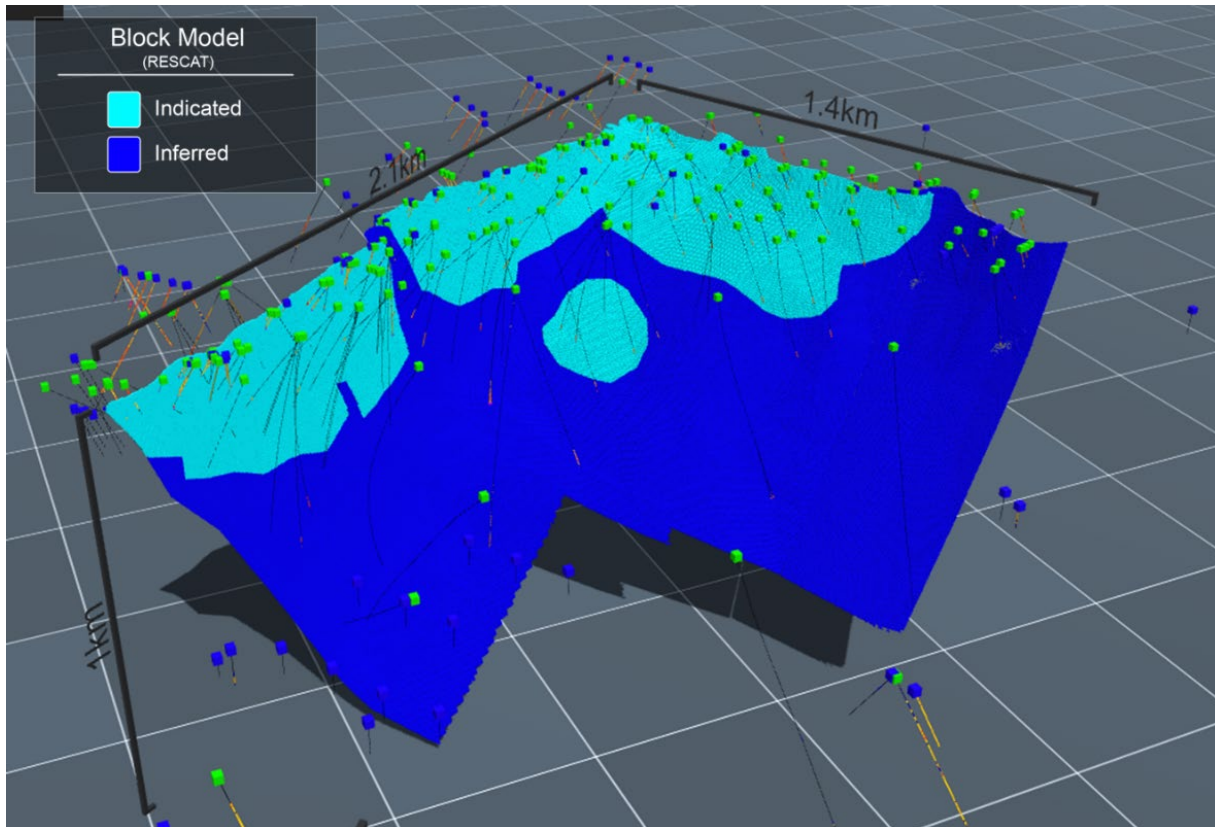 Block Model
(RESCAT)
Indicated
Inferred
2.1km
1.4km
1km